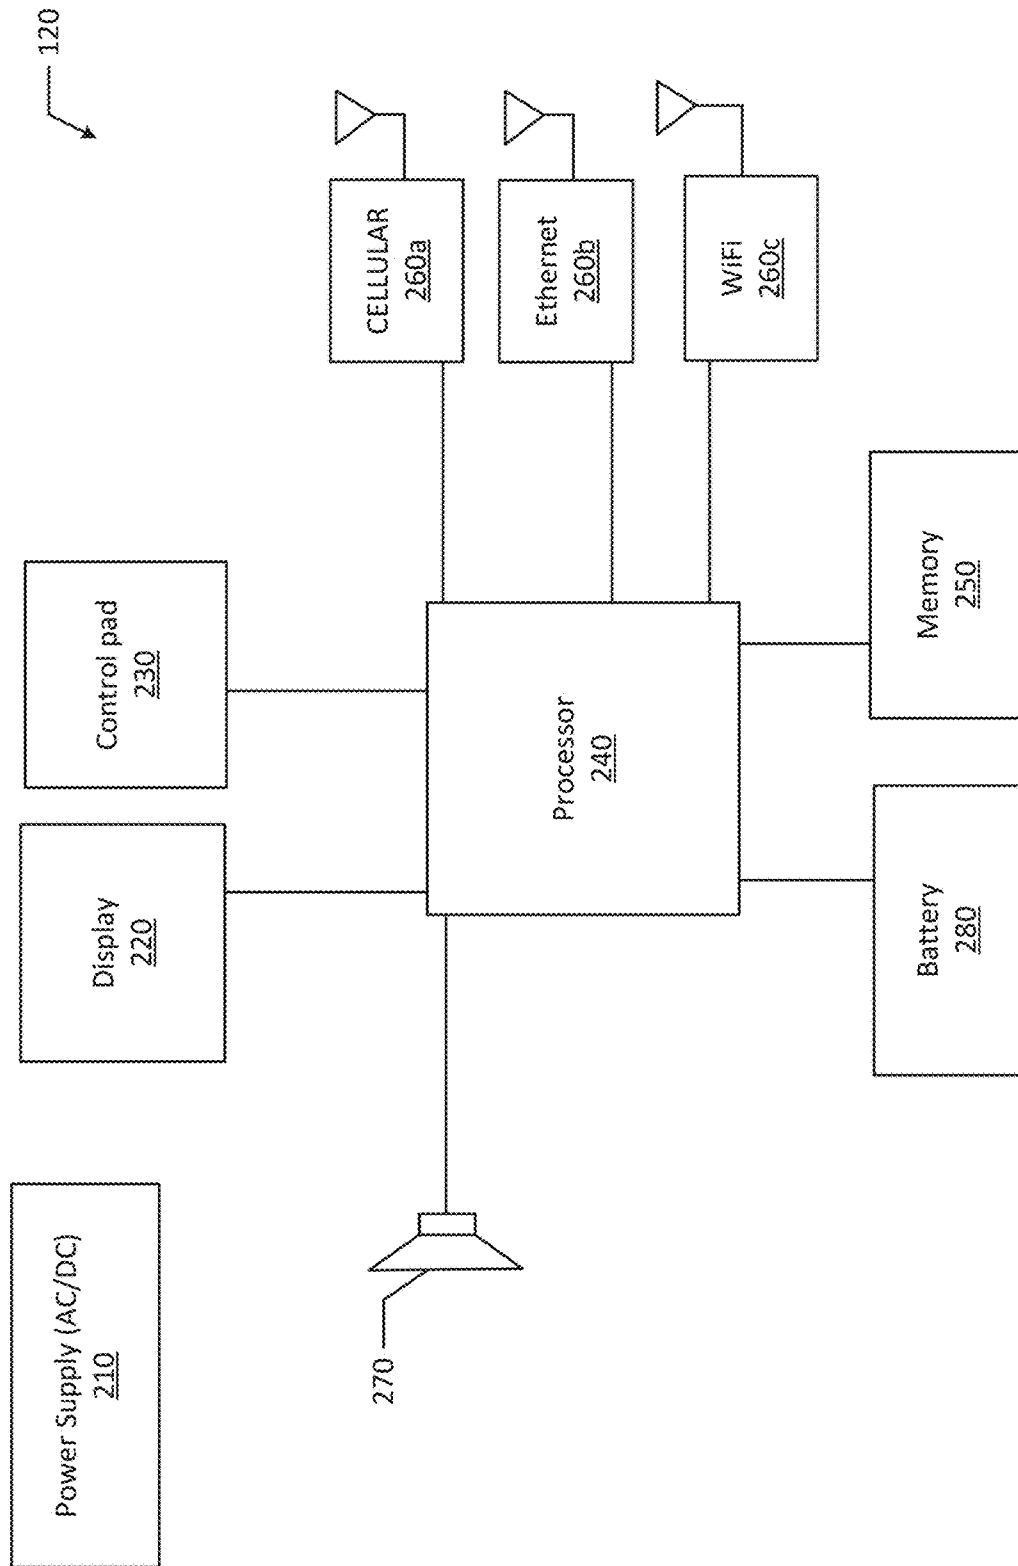 120
Power Supply (AC/DC)
210
Display
220
Control pad
230
CELLULAR
260a
Ethernet
260b
WiFi
260c
270
Processor
240
Battery
280
Memory
250